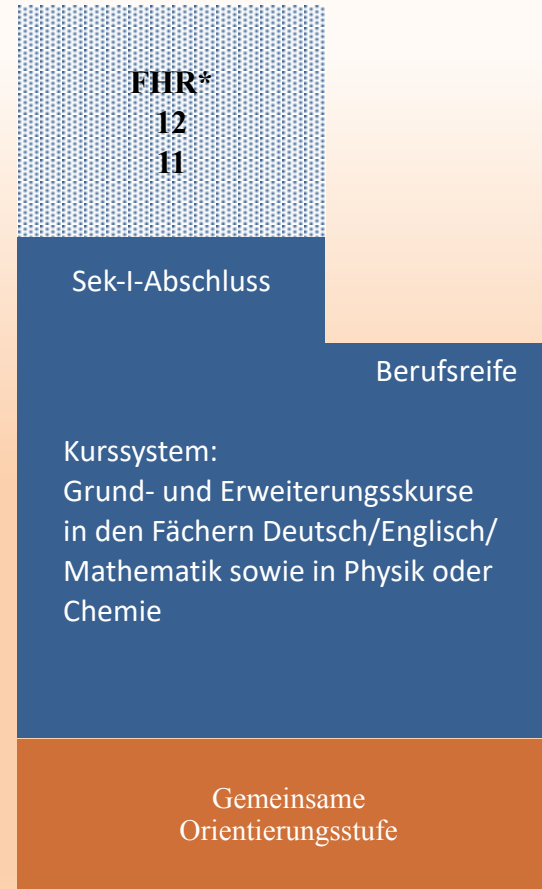 FHR*
12
11
Sek-I-Abschluss
Berufsreife
Kurssystem:
Grund- und Erweiterungsskurse
in den Fächern Deutsch/Englisch/
Mathematik sowie in Physik oder
Chemie
Gemeinsame
Orientierungsstufe